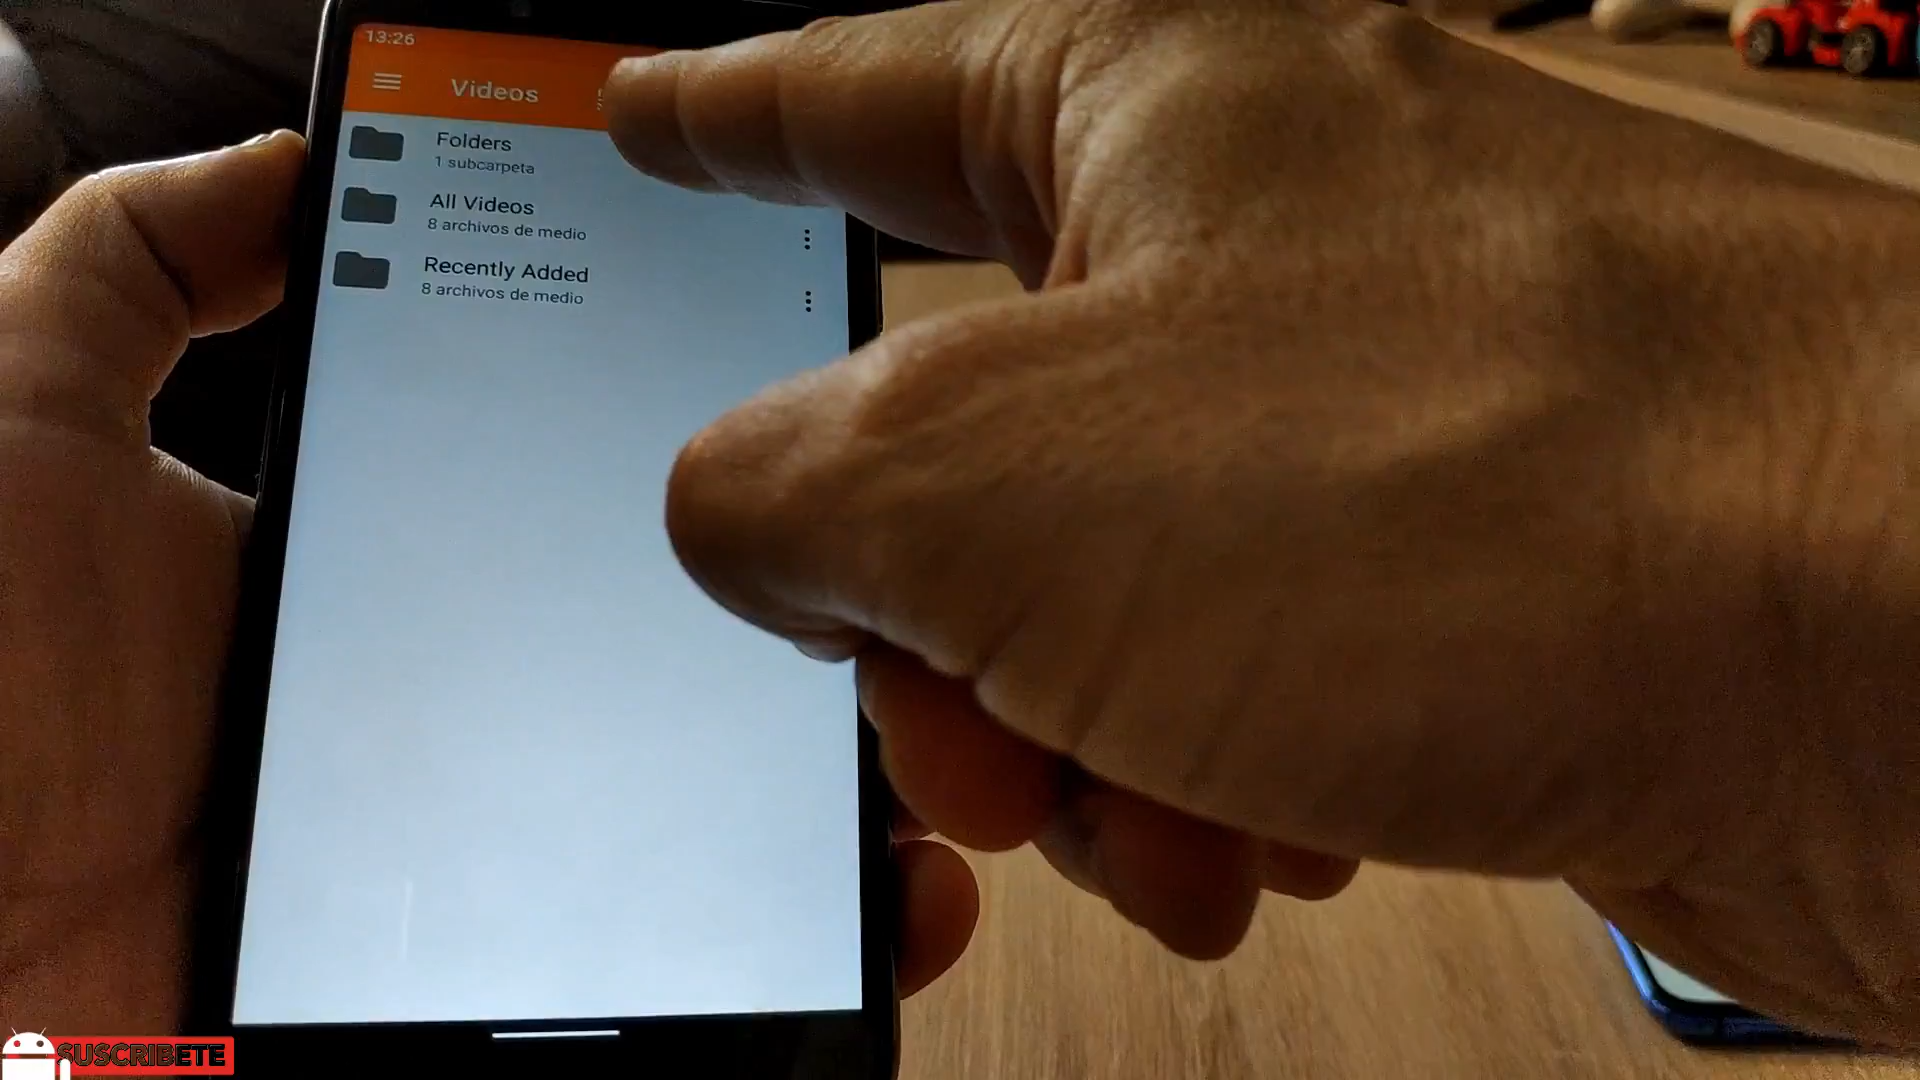 13:26
Videos
Folders
1 subcarpeta
All Videos
8 archivos de medio
Recently Added
8 archivos de medio
SUSCRIBETE